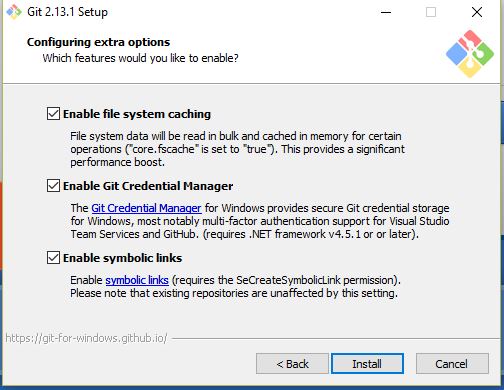 Git 2.13.1 Setup
Configuring extra options
Which features would you like to enable?
Enable file system caching
File system data will be read in bulk and cached in memory for certain
operations ("core.fscache" is set to "true"). This provides a significant
performance boost.
Enable Git Credential Manager
The Git Credential Manager for Windows provides secure Git credential storage
for Windows, most notably multi-factor authentication support for Visual Studio
Team Services and GitHub. (requires .NET framework v4.5.1 or or later).
Enable symbolic links
Enable symbolic links (requires the SeCreateSymbolicLink permission).
Please note that existing repositories are unaffected by this setting.
https://git-for-windows.github.io/
< Back Install Cancel